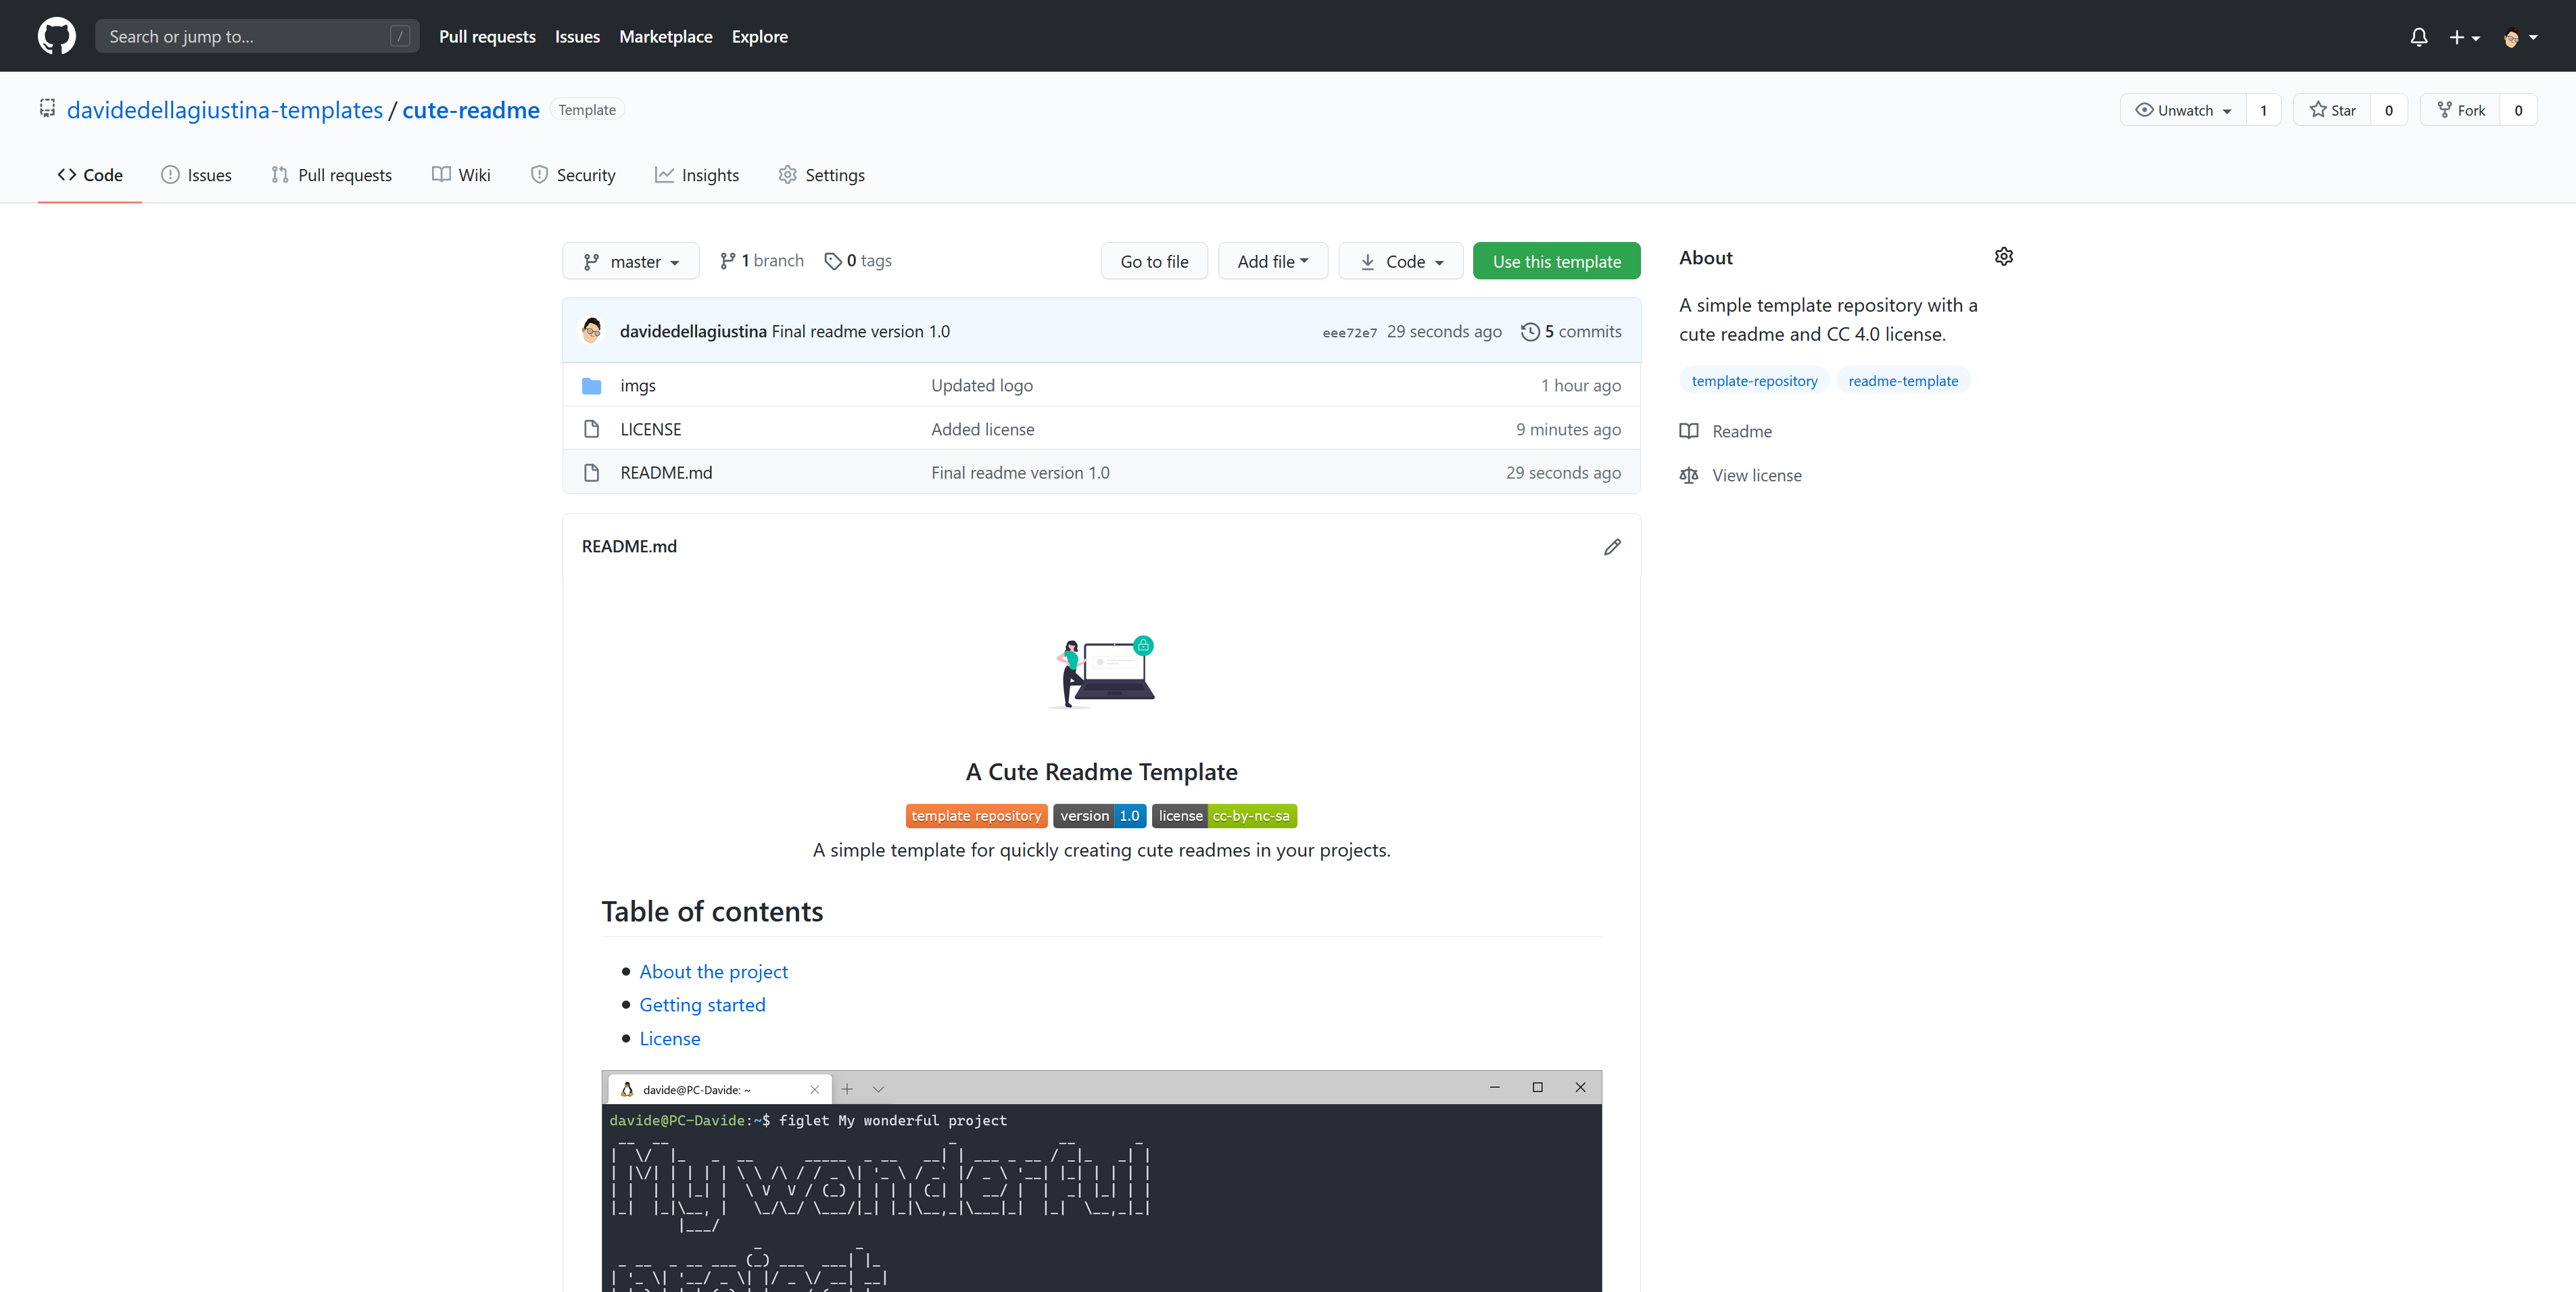 Search or jump to... /
Pull requests Issues Marketplace Explore
davidedellagiustina-templates / cute-readme Template
Unwatch 1 Star 0 Fork 0
Code Issues Pull requests Wiki Security Insights Settings
master 1 branch 0 tags Go to file Add file Code Use this template
davidedellagiustina Final readme version 1.0 eee72e7 29 seconds ago 5 commits
imgs Updated logo 1 hour ago
LICENSE Added license 9 minutes ago
README.md Final readme version 1.0 29 seconds ago
About
A simple template repository with a
cute readme and CC 4.0 license.
template-repository readme-template
Readme
View license
README.md
A Cute Readme Template
template repository version 1.0 license cc-by-nc-sa
A simple template for quickly creating cute readmes in your projects.
Table of contents
About the project
Getting started
License
davide@PC-Davide: ~
davide@PC-Davide:~$ figlet My wonderful project
My wonderful
project